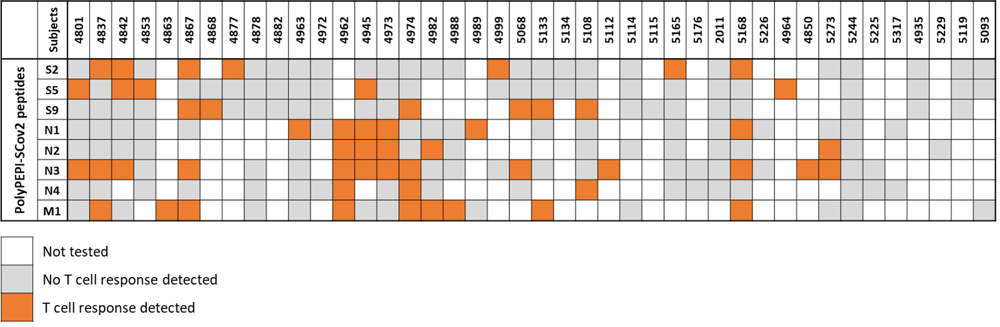 Subjects 4801 4837 4842 4853 4863 4867 4868 4877 4878 4882 4963 4972 4962 4945 4973 4974 4982 4988 4989 4999 5068 5133 5134 5108 5112 5114 5115 5165 5176 2011 5168 5226 4964 4850 5273 5244 5225 5317 4935 5229 5119 5093
PolyPEPI-SCov2 peptides
S2
S5
S9
N1
N2
N3
N4
M1
Not tested
No T cell response detected
T cell response detected